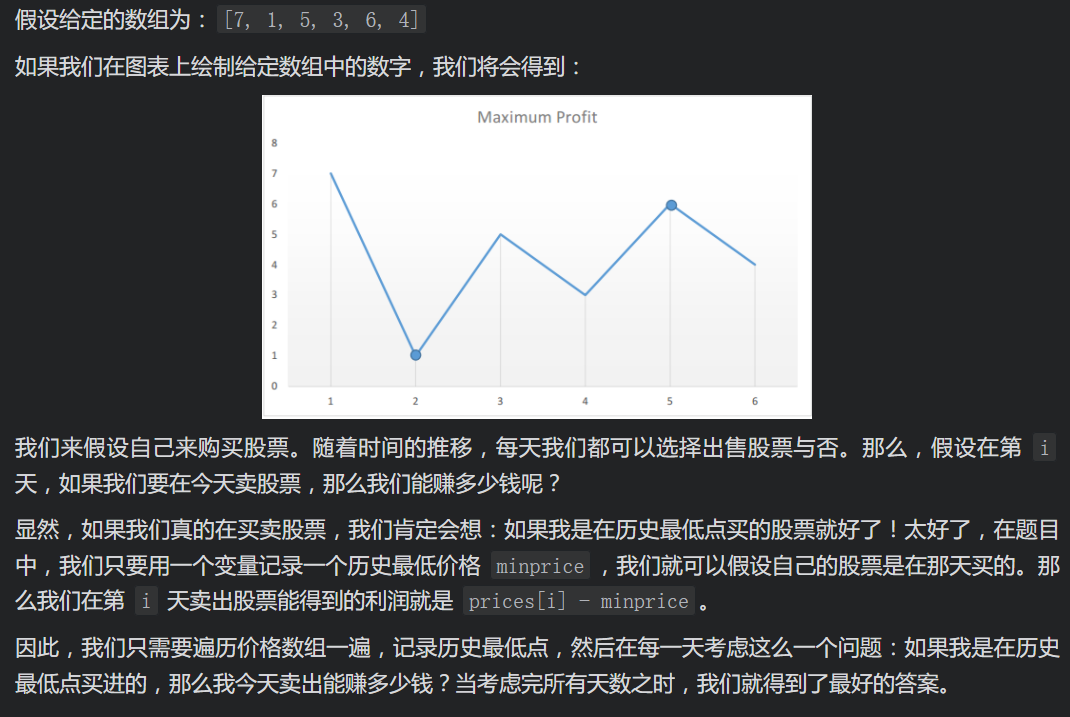 假设给定的数组为：[7, 1, 5, 3, 6, 4]
如果我们在图表上绘制给定数组中的数字，我们将会得到：
Maximum Profit
8
7
6
5
4
3
2
1
0
1 2 3 4 5 6
我们来假设自己来购买股票。随着时间的推移，每天我们都可以选择出售股票与否。那么，假设在第 i
天，如果我们要在今天卖股票，那么我们能赚多少钱呢？
显然，如果我们真的在买卖股票，我们肯定会想：如果我是在历史最低点买的股票就好了！太好了，在题目
中，我们只要用一个变量记录一个历史最低价格 minprice ，我们就可以假设自己的股票是在那天买的。那
么我们在第 i 天卖出股票能得到的利润就是 prices[i] - minprice 。
因此，我们只需要遍历价格数组一遍，记录历史最低点，然后在每一天考虑这么一个问题：如果我是在历史
最低点买进的，那么我今天卖出能赚多少钱？当考虑完所有天数之时，我们就得到了最好的答案。